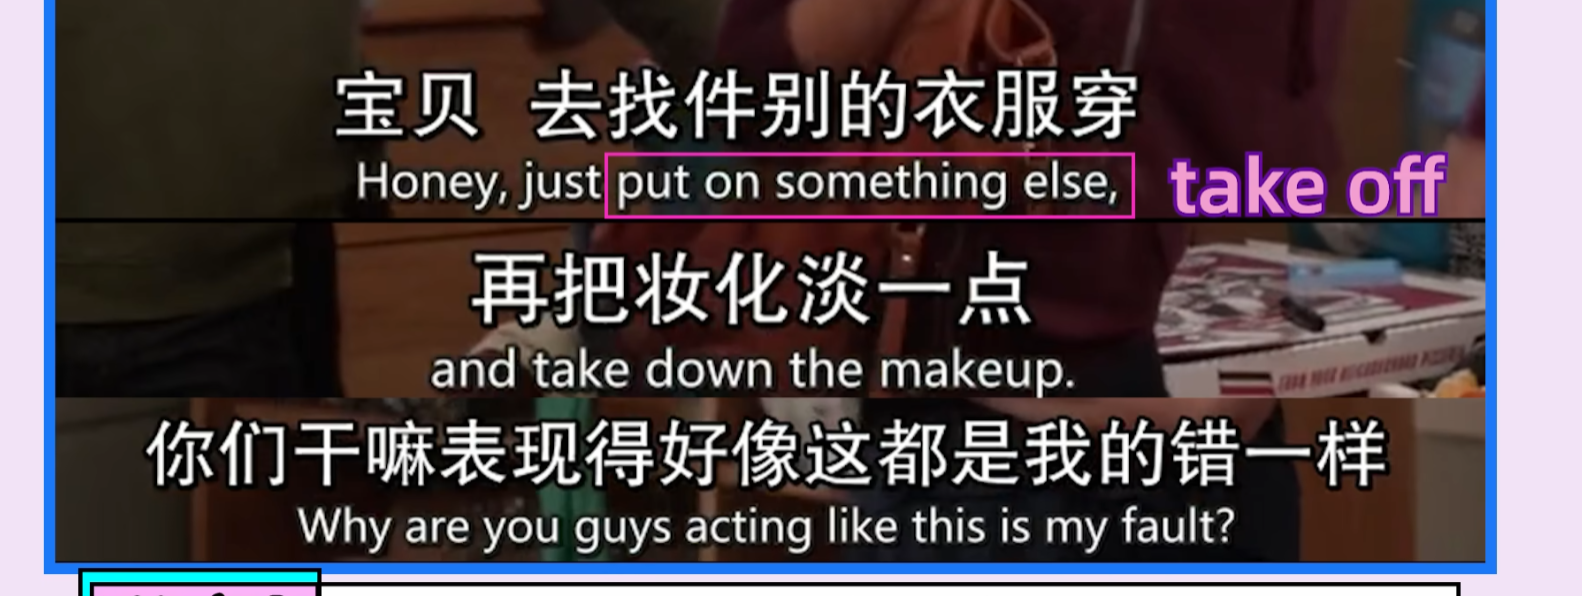 宝贝 去找件别的衣服穿
Honey, just put on something else,
take off
再把妆化淡一点
and take down the makeup.
你们干嘛表现得好像这都是我的错一样
Why are you guys acting like this is my fault?